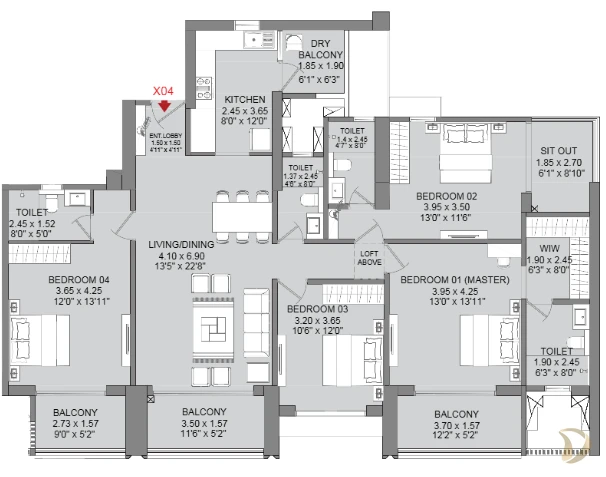 DRY
BALCONY
1.85 x 1.90
6'1" x 6'3"
X04
KITCHEN
2.45 x 3.65
8'0" x 12'0"
ENT. LOBBY
1.50 x 1.50
4'11" x 4'11"
TOILET
1.4 x 2.45
4'7" x 8'0"
SIT OUT
1.85 x 2.70
6'1" x 8'10"
TOILET
1.37 x 2.45
4'6" x 8'0"
BEDROOM 02
3.95 x 3.50
13'0" x 11'6"
TOILET
2.45 x 1.52
8'0" x 5'0"
LIVING/DINING
4.10 x 6.90
13'5" x 22'8"
LOFT
ABOVE
WIW
1.90 x 2.45
6'3" x 8'0"
BEDROOM 04
3.65 x 4.25
12'0" x 13'11"
BEDROOM 01 (MASTER)
3.95 x 4.25
13'0" x 13'11"
BEDROOM 03
3.20 x 3.65
10'6" x 12'0"
TOILET
1.90 x 2.45
6'3" x 8'0"
BALCONY
2.73 x 1.57
9'0" x 5'2"
BALCONY
3.50 x 1.57
11'6" x 5'2"
BALCONY
3.70 x 1.57
12'2" x 5'2"